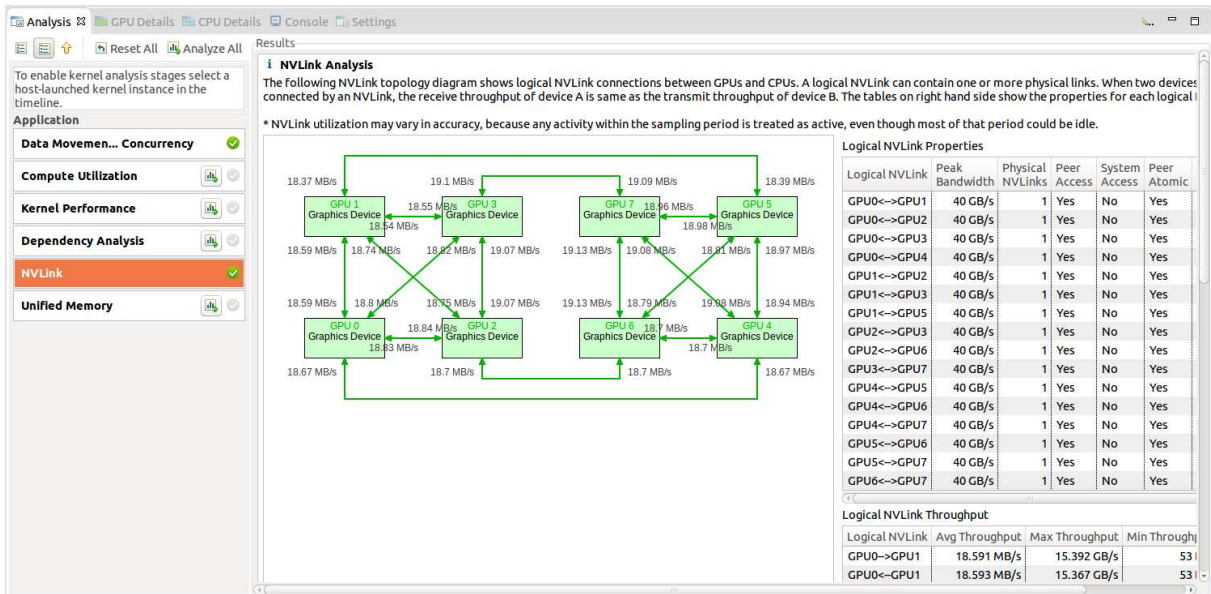 Analysis GPU Details CPU Details Console Settings
Reset All Analyze All
To enable kernel analysis stages select a
host-launched kernel instance in the
timeline.
Application
Data Movemen... Concurrency
Compute Utilization
Kernel Performance
Dependency Analysis
NVLink
Unified Memory
Results
i NVLink Analysis
The following NVLink topology diagram shows logical NVLink connections between GPUs and CPUs. A logical NVLink can contain one or more physical links. When two devices
connected by an NVLink, the receive throughput of device A is same as the transmit throughput of device B. The tables on right hand side show the properties for each logical
* NVLink utilization may vary in accuracy, because any activity within the sampling period is treated as active, even though most of that period could be idle.
18.37 MB/s 19.1 MB/s 19.09 MB/s 18.39 MB/s
GPU 1 18.55 MB/s GPU 3 GPU 7 18.96 MB/s GPU 5
Graphics Device Graphics Device Graphics Device Graphics Device
18.54 MB/s 18.98 MB/s
18.59 MB/s 18.74 MB/s 18.82 MB/s 19.07 MB/s 19.13 MB/s 19.08 MB/s 18.81 MB/s 18.97 MB/s
18.59 MB/s 18.8 MB/s 18.75 MB/s 19.07 MB/s 19.13 MB/s 18.79 MB/s 19.08 MB/s 18.94 MB/s
GPU 0 18.84 MB/s GPU 2 GPU 6 18.7 MB/s GPU 4
Graphics Device Graphics Device Graphics Device Graphics Device
18.83 MB/s 18.7 MB/s
18.67 MB/s 18.7 MB/s 18.7 MB/s 18.67 MB/s
Logical NVLink Properties
Logical NVLink Peak Bandwidth Physical NVLinks Peer Access System Access Peer Atomic
GPU0<-->GPU1 40 GB/s 1 Yes No Yes
GPU0<-->GPU2 40 GB/s 1 Yes No Yes
GPU0<-->GPU3 40 GB/s 1 Yes No Yes
GPU0<-->GPU4 40 GB/s 1 Yes No Yes
GPU1<-->GPU2 40 GB/s 1 Yes No Yes
GPU1<-->GPU3 40 GB/s 1 Yes No Yes
GPU1<-->GPU5 40 GB/s 1 Yes No Yes
GPU2<-->GPU3 40 GB/s 1 Yes No Yes
GPU2<-->GPU6 40 GB/s 1 Yes No Yes
GPU3<-->GPU7 40 GB/s 1 Yes No Yes
GPU4<-->GPU5 40 GB/s 1 Yes No Yes
GPU4<-->GPU6 40 GB/s 1 Yes No Yes
GPU4<-->GPU7 40 GB/s 1 Yes No Yes
GPU5<-->GPU6 40 GB/s 1 Yes No Yes
GPU5<-->GPU7 40 GB/s 1 Yes No Yes
GPU6<-->GPU7 40 GB/s 1 Yes No Yes
Logical NVLink Throughput
Logical NVLink Avg Throughput Max Throughput Min Through
GPU0-->GPU1 18.591 MB/s 15.392 GB/s 53
GPU0<--GPU1 18.593 MB/s 15.367 GB/s 53